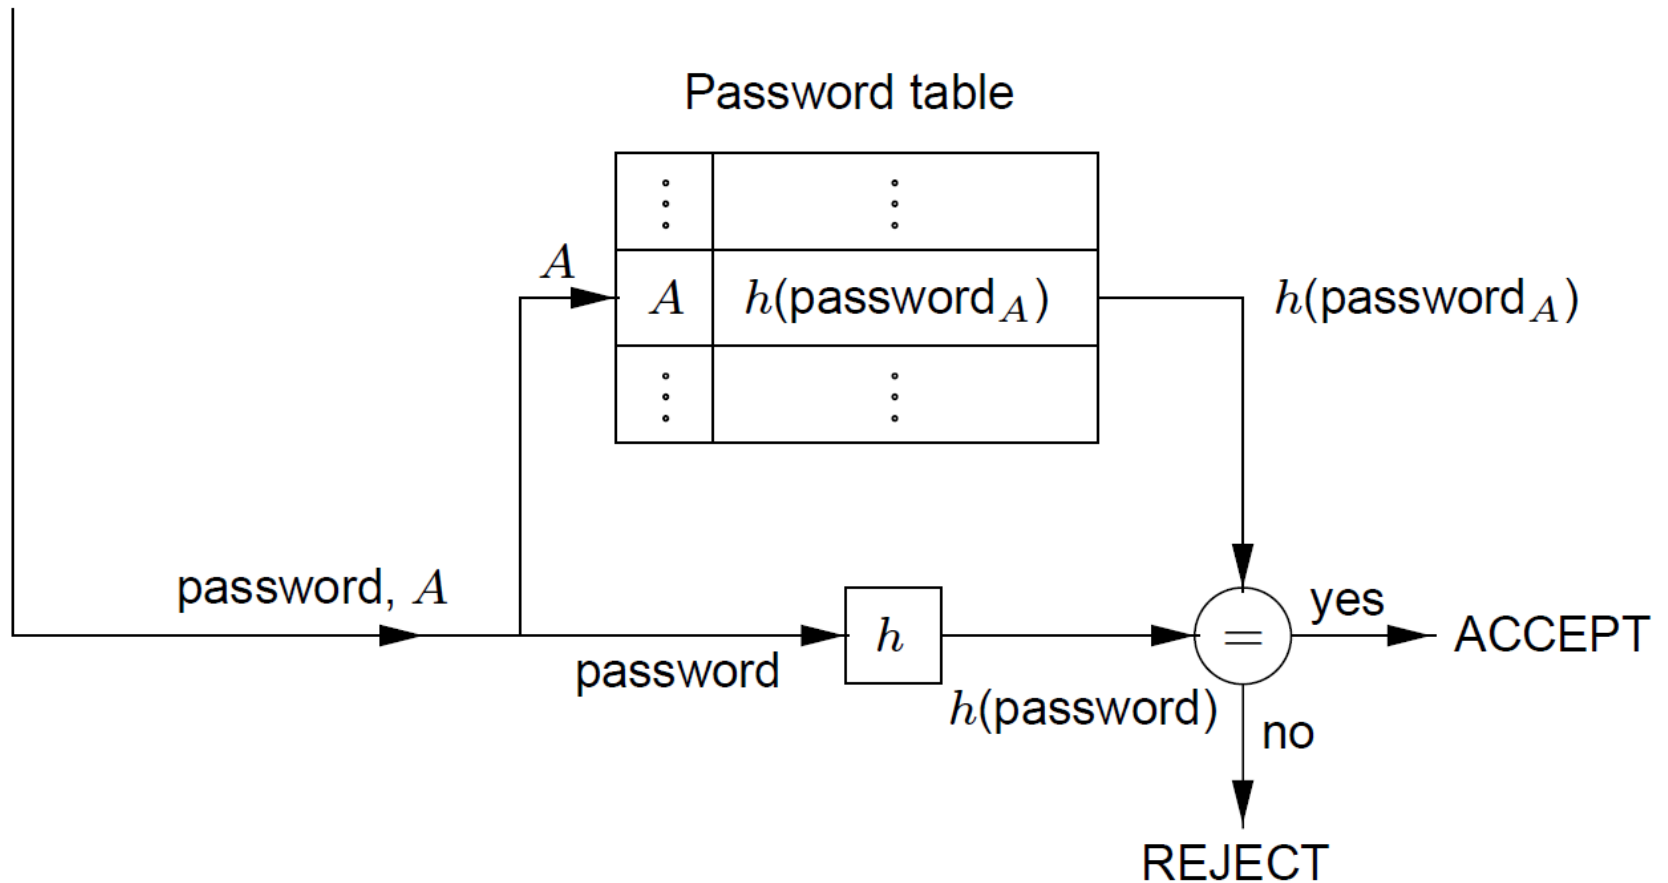 Password table
⋮ ⋮
A
A h(password_A) h(password_A)
⋮ ⋮
password, A
yes
h = ACCEPT
password
h(password)
no
REJECT